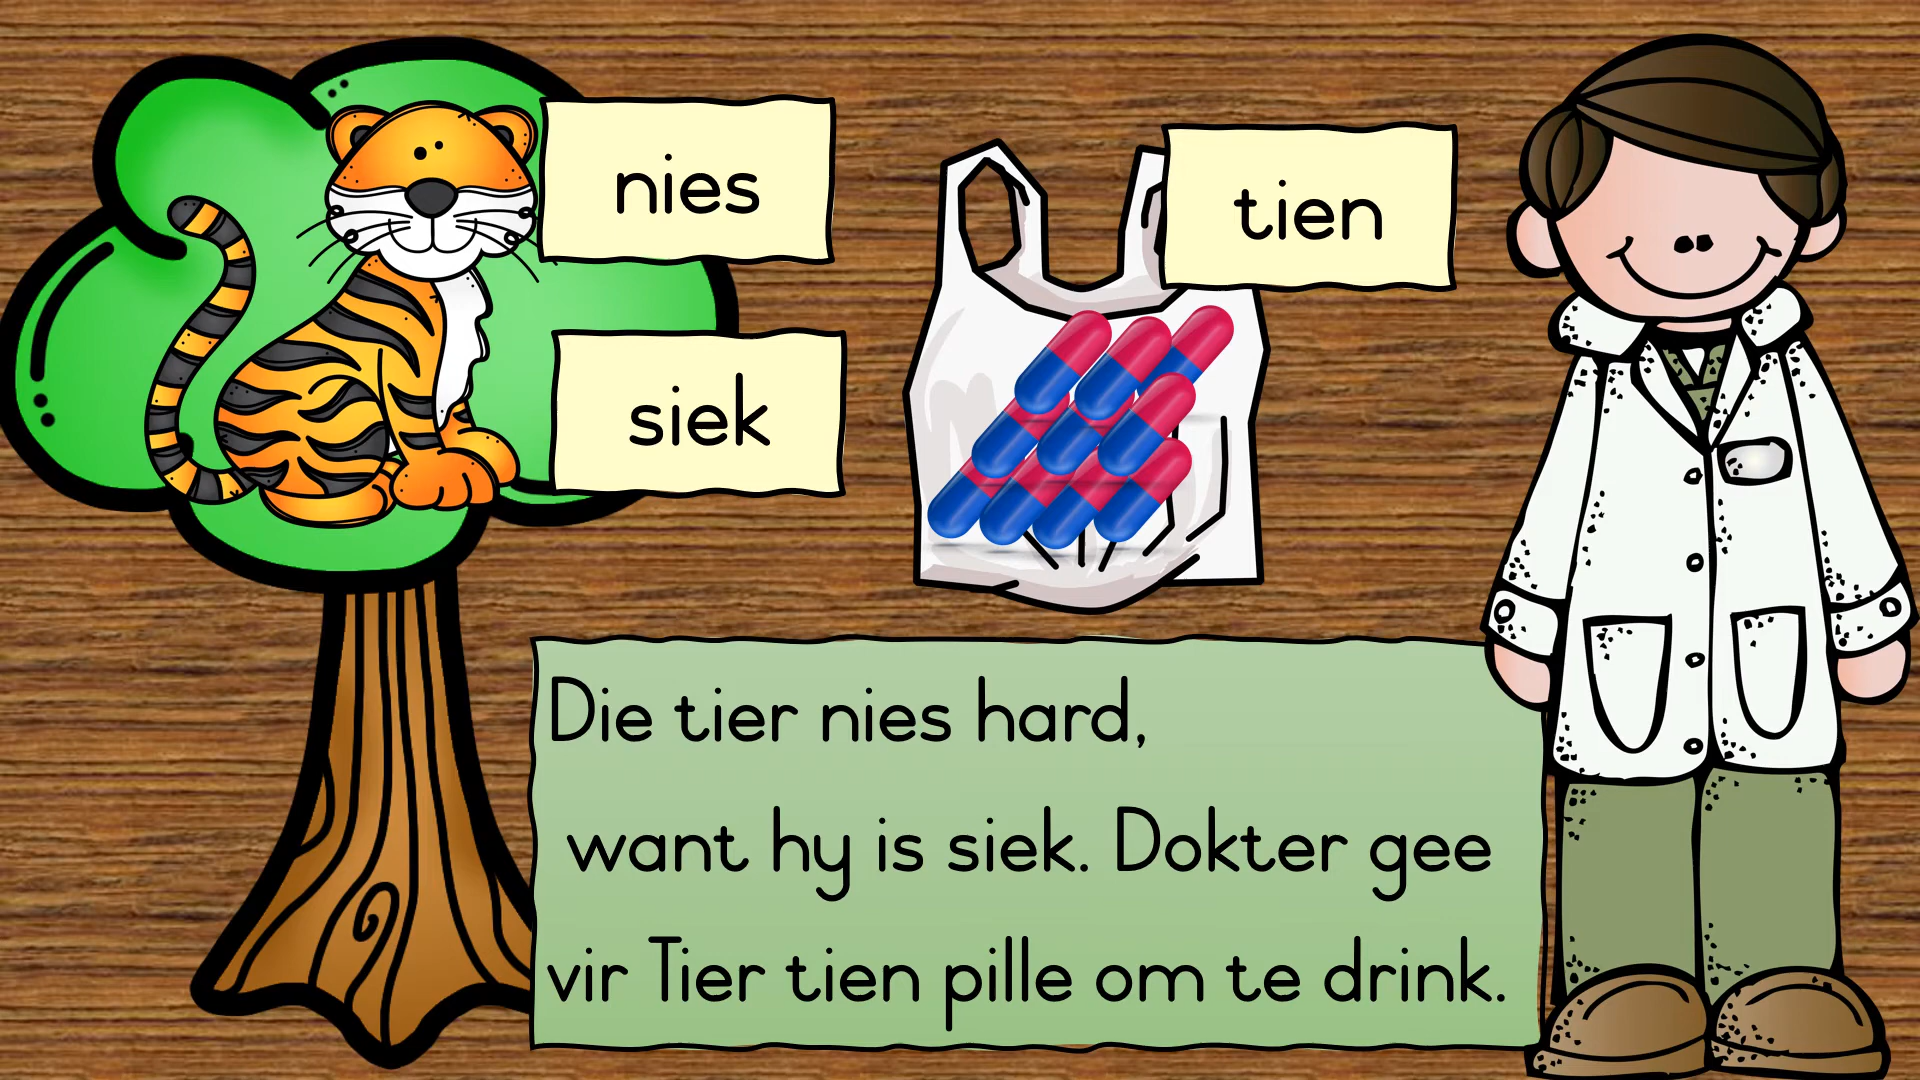 nies
tien
siek
Die tier nies hard,
want hy is siek. Dokter gee
vir Tier tien pille om te drink.